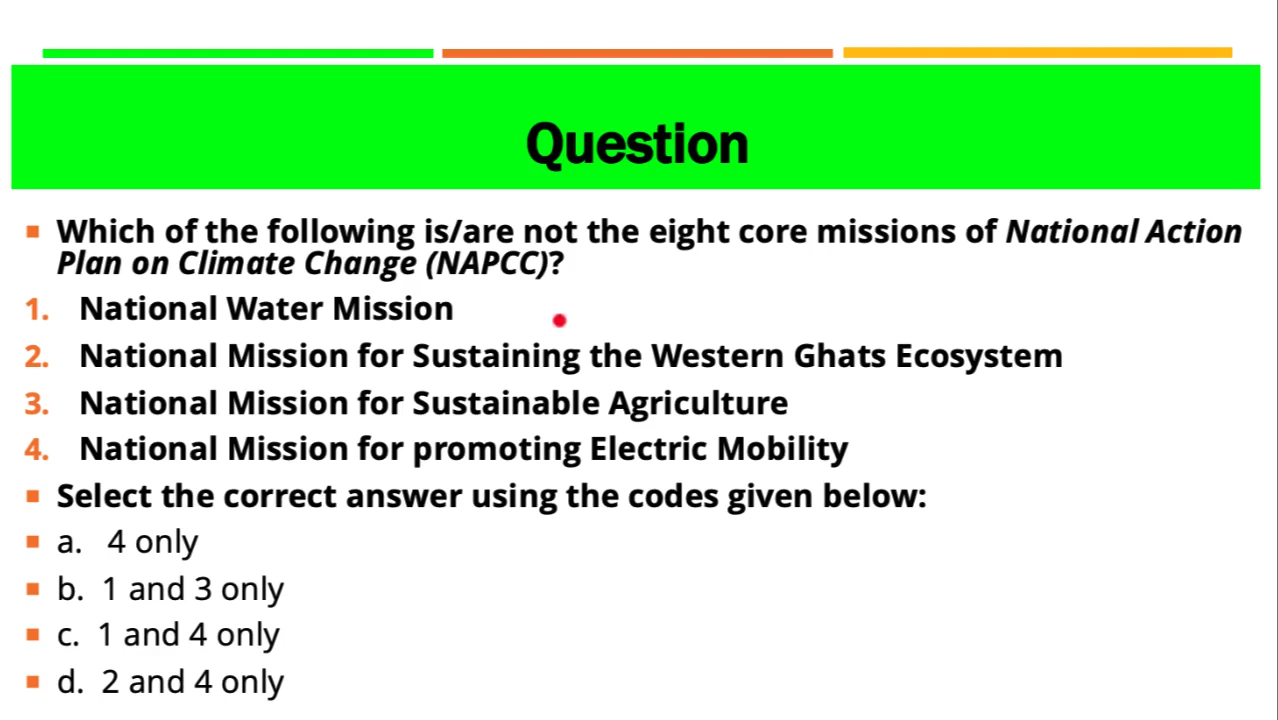 Question
Which of the following is/are not the eight core missions of National Action
Plan on Climate Change (NAPCC)?
1. National Water Mission
2. National Mission for Sustaining the Western Ghats Ecosystem
3. National Mission for Sustainable Agriculture
4. National Mission for promoting Electric Mobility
Select the correct answer using the codes given below:
a. 4 only
b. 1 and 3 only
c. 1 and 4 only
d. 2 and 4 only